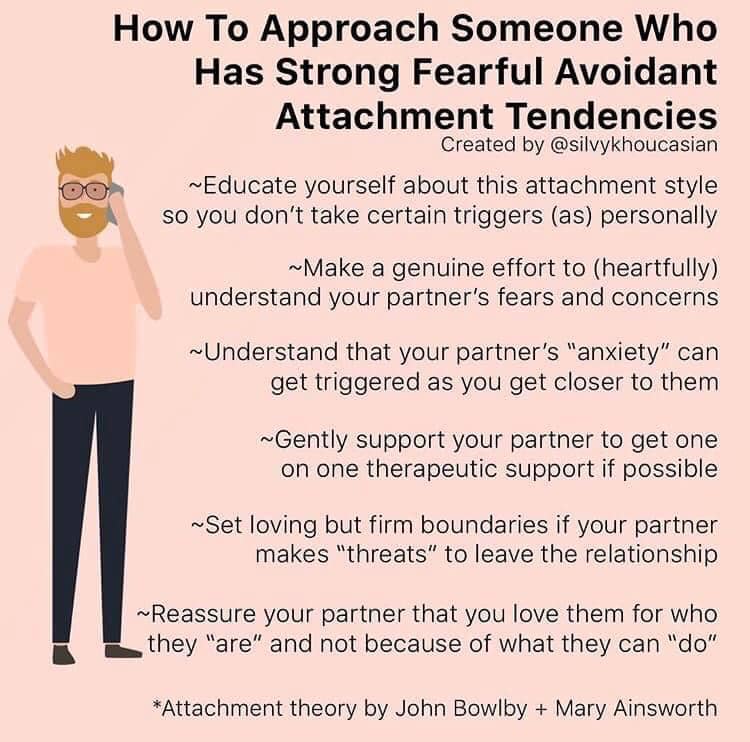 How To Approach Someone Who
Has Strong Fearful Avoidant
Attachment Tendencies
Created by @silvykhoucasian
~Educate yourself about this attachment style
so you don't take certain triggers (as) personally
~Make a genuine effort to (heartfully)
understand your partner's fears and concerns
~Understand that your partner's "anxiety" can
get triggered as you get closer to them
~Gently support your partner to get one
on one therapeutic support if possible
~Set loving but firm boundaries if your partner
makes "threats" to leave the relationship
~Reassure your partner that you love them for who
they "are" and not because of what they can "do"
*Attachment theory by John Bowlby + Mary Ainsworth